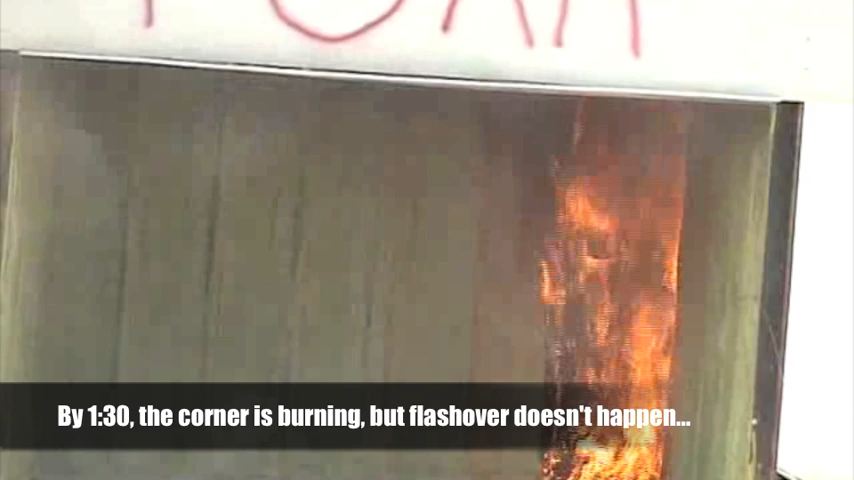 By 1:30, the corner is burning, but flashover doesn't happen...